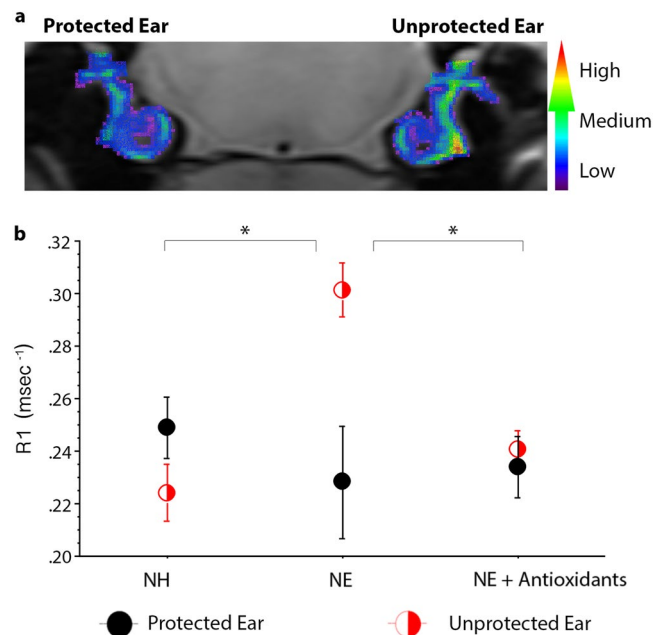 a
Protected Ear
Unprotected Ear
High
Medium
Low
b
*
*
.32
.30
.28
.26
.24
.22
.20
R1 (msec ⁻¹)
NH
NE
NE + Antioxidants
Protected Ear
Unprotected Ear